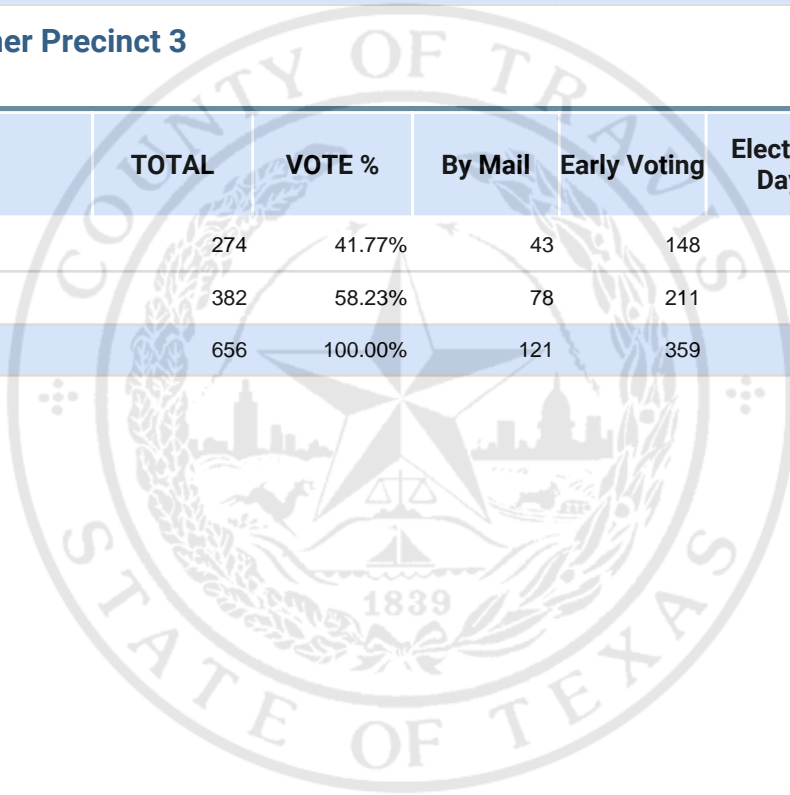 ner Precinct 3
TOTAL VOTE % By Mail Early Voting Elect
Da
274 41.77% 43 148
382 58.23% 78 211
656 100.00% 121 359
COUNTY OF TRAVIS
1839
STATE OF TEXAS